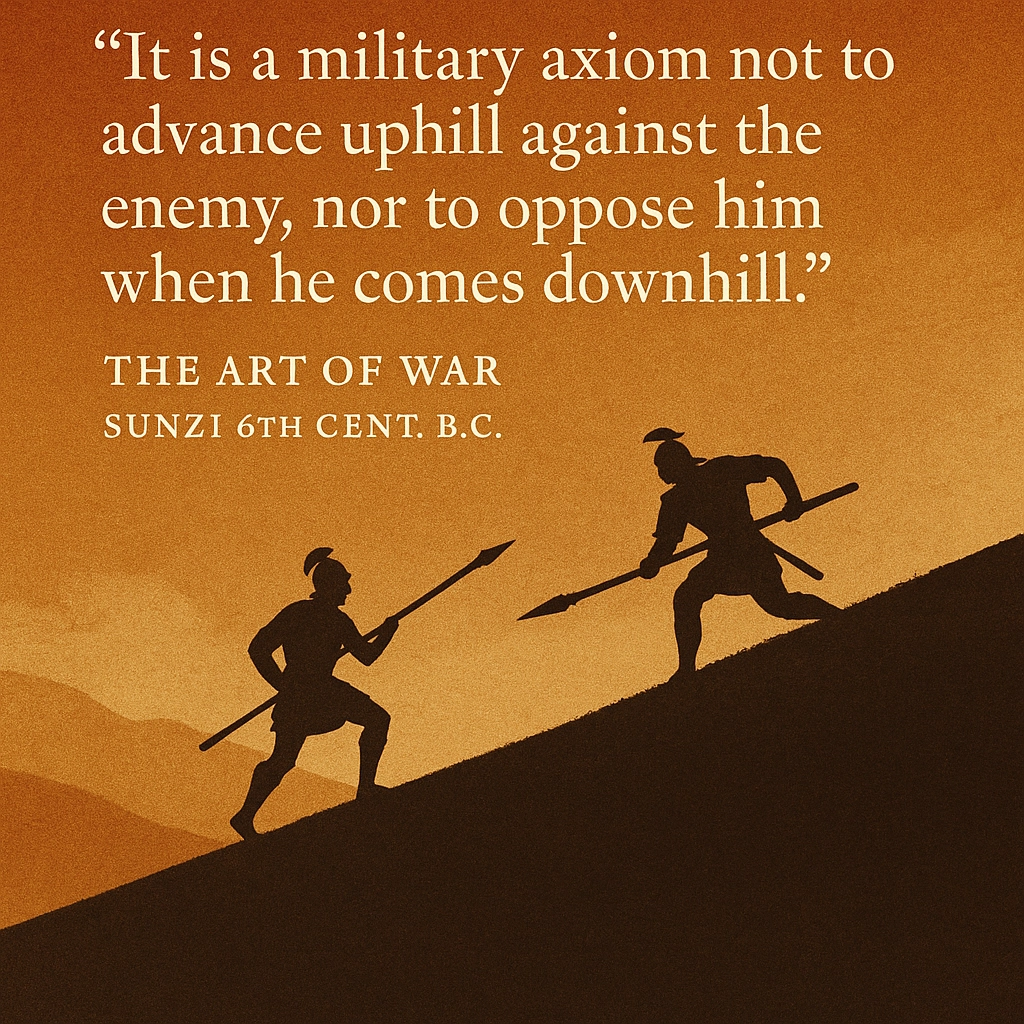 “It is a military axiom not to
advance uphill against the
enemy, nor to oppose him
when he comes downhill.”
THE ART OF WAR
SUNZI 6TH CENT. B.C.